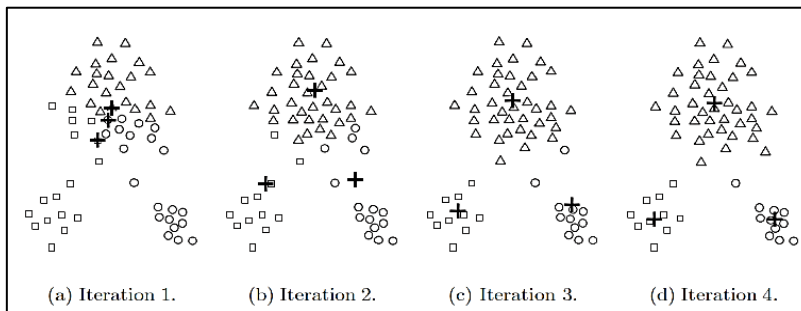 (a) Iteration 1.
(b) Iteration 2.
(c) Iteration 3.
(d) Iteration 4.